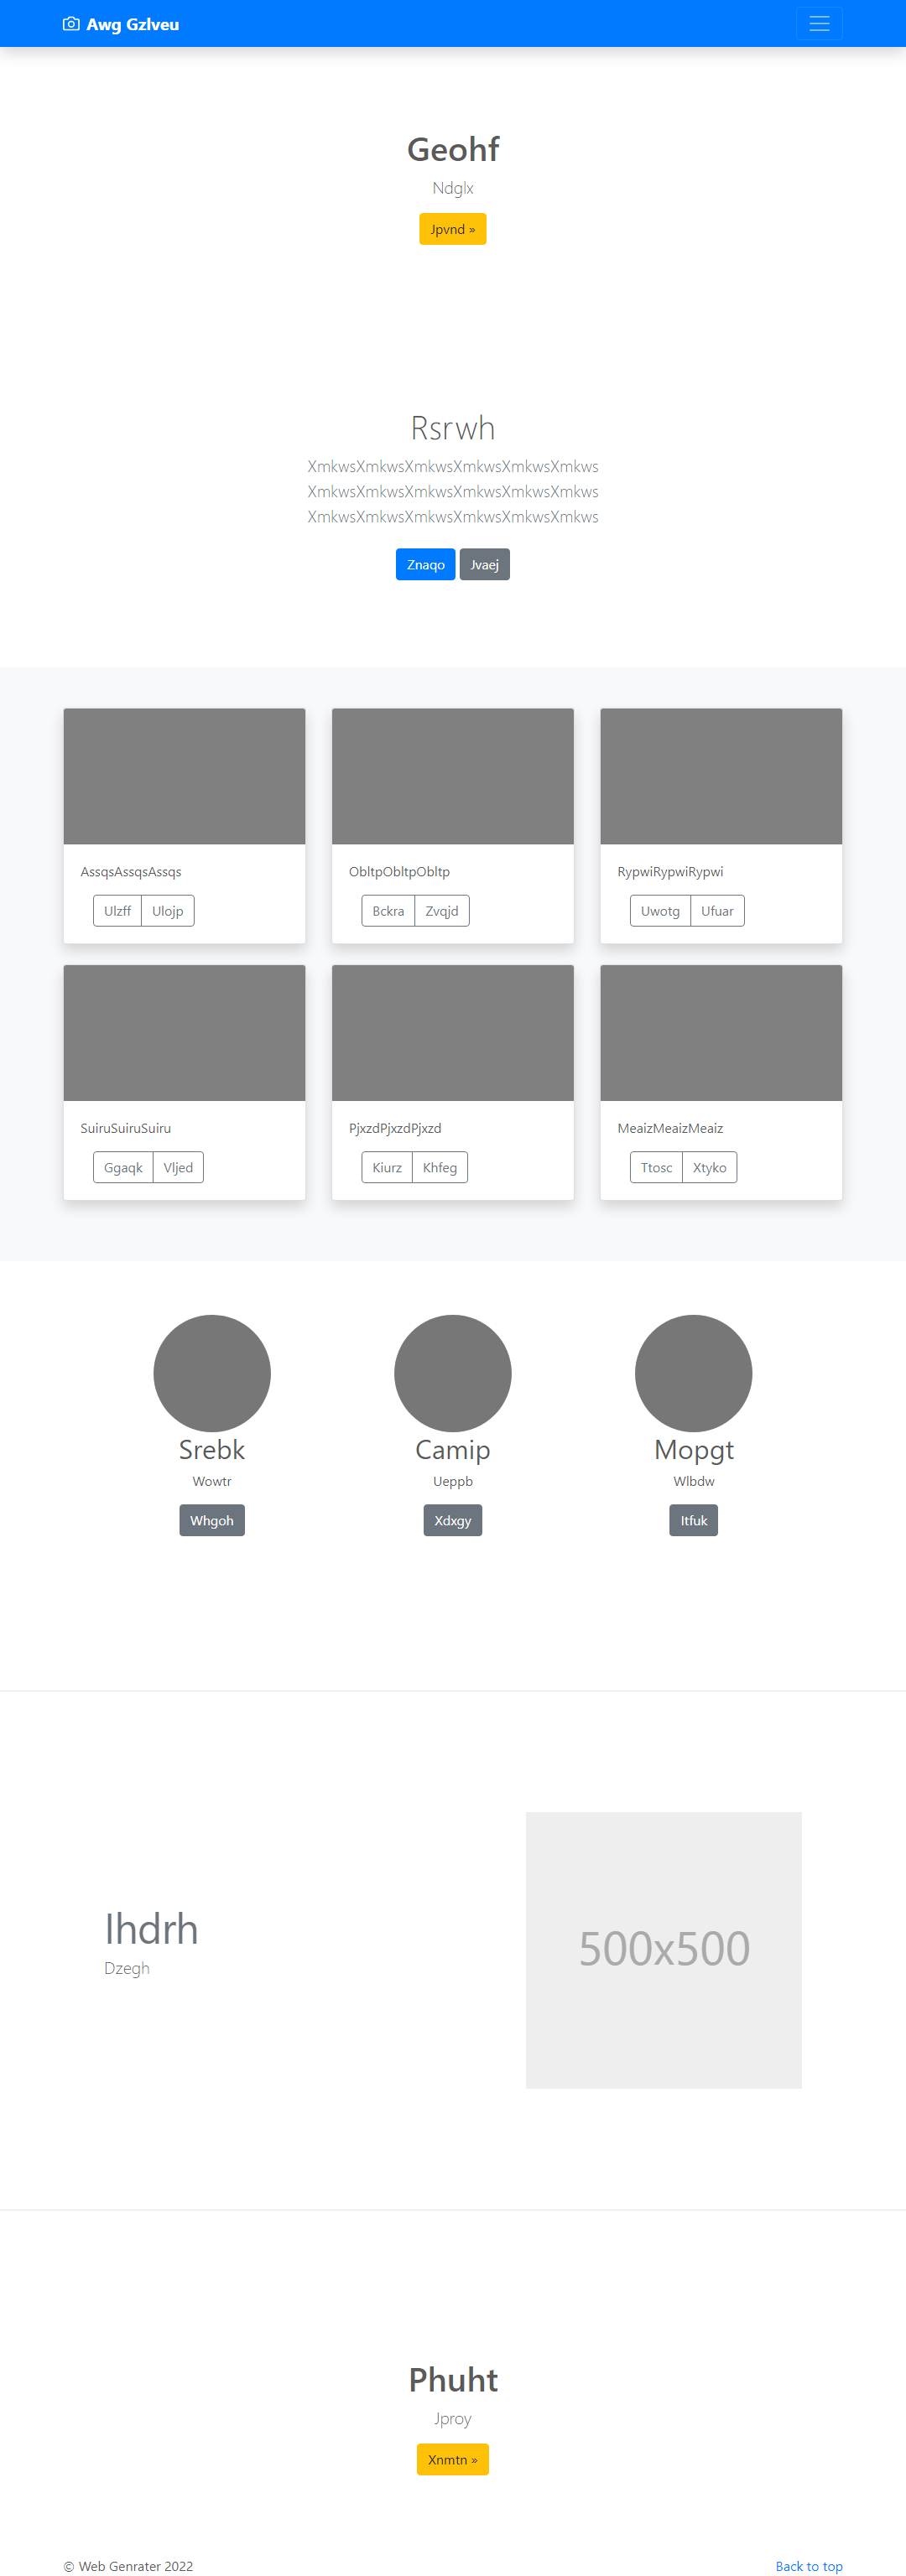 Awg Gzlveu
Geohf
Ndglx
Jpvnd »
Rsrwh
XmkwsXmkwsXmkwsXmkwsXmkwsXmkws
XmkwsXmkwsXmkwsXmkwsXmkwsXmkws
XmkwsXmkwsXmkwsXmkwsXmkwsXmkws
Znaqo Jvaej
AssqsAssqsAssqs
Ulzff Ulojp
ObltpObltpObltp
Bckra Zvqjd
RypwiRypwiRypwi
Uwotg Ufuar
SuiruSuiruSuiru
Ggaqk Vljed
PjxzdPjxzdPjxzd
Kiurz Khfeg
MeaizMeaizMeaiz
Ttosc Xtyko
Srebk
Wowtr
Whgoh
Camip
Ueppb
Xdxgy
Mopgt
Wlbdw
Itfuk
Ihdrh
Dzegh
500x500
Phuht
Jproy
Xnmtn »
© Web Genrater 2022
Back to top